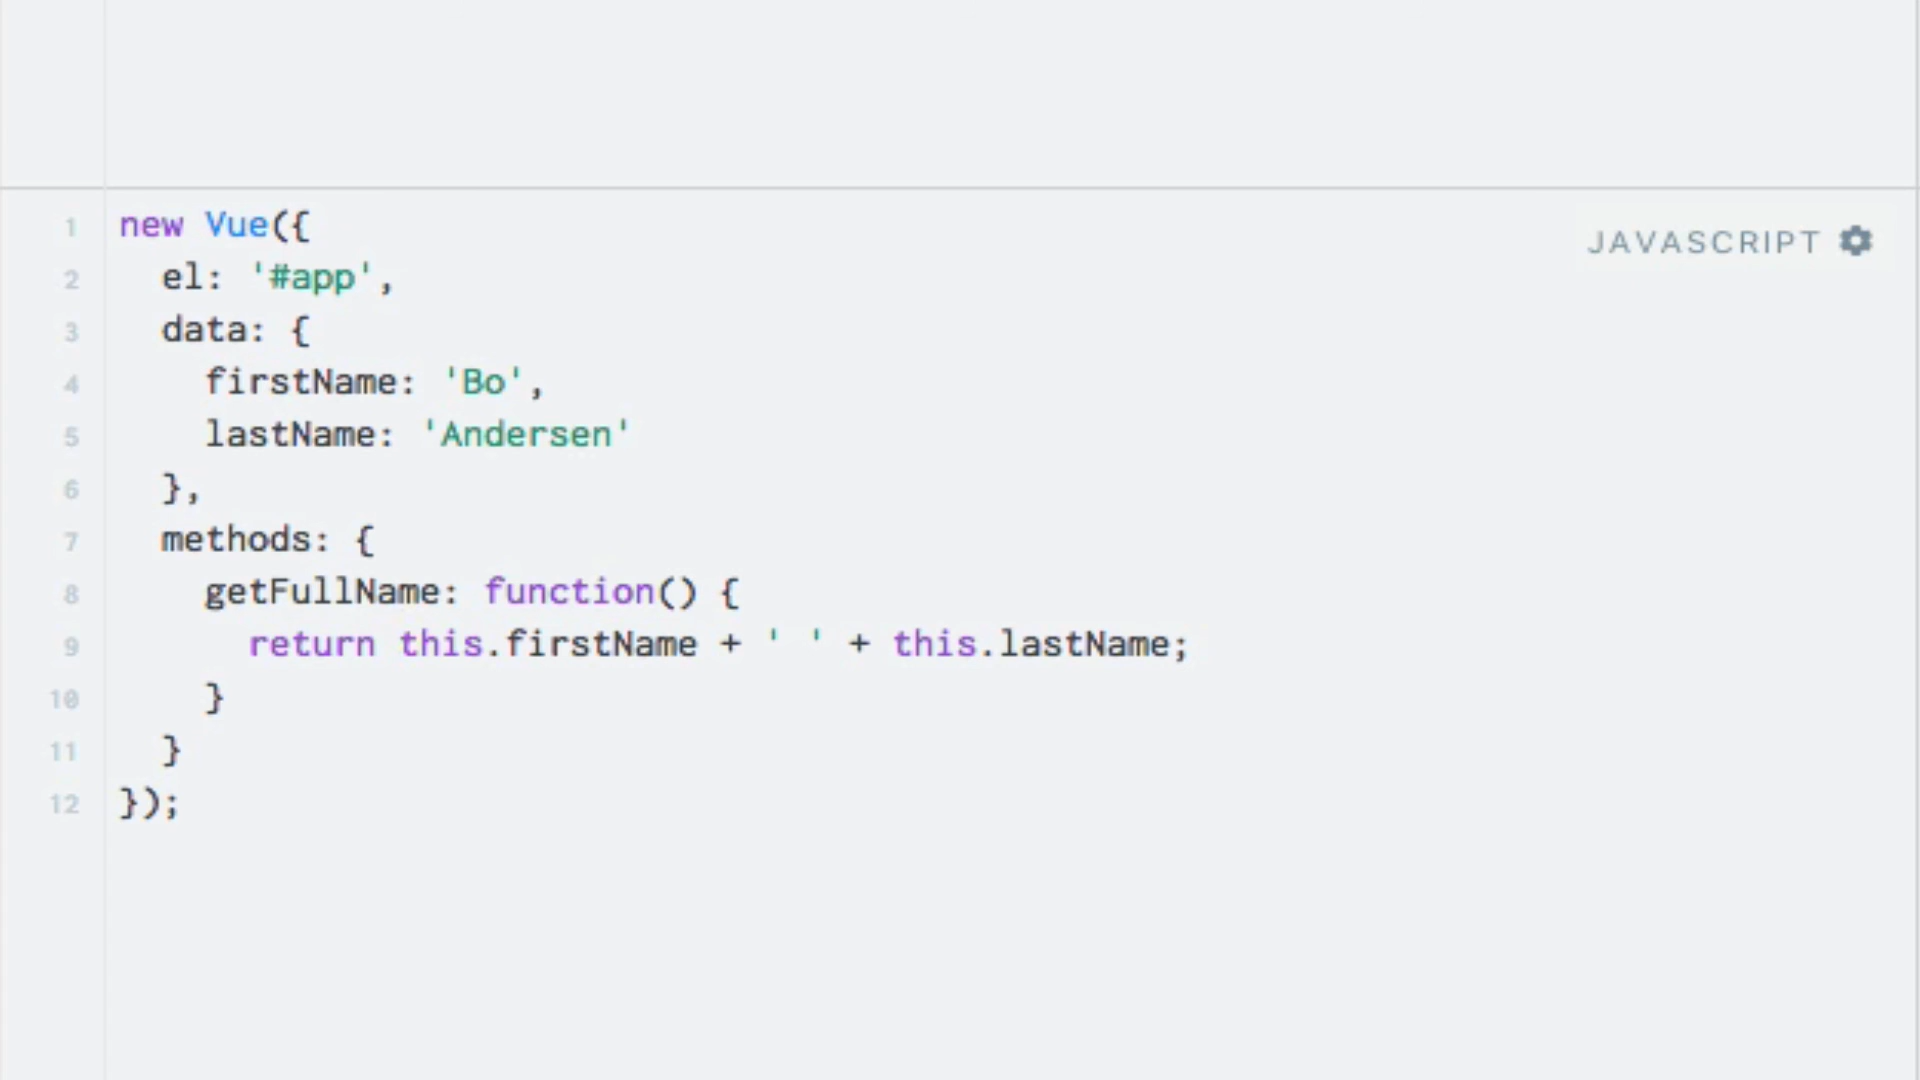 1 new Vue({
JAVASCRIPT
2   el: '#app',
3   data: {
4     firstName: 'Bo',
5     lastName: 'Andersen'
6   },
7   methods: {
8     getFullName: function() {
9       return this.firstName + ' ' + this.lastName;
10     }
11   }
12 });